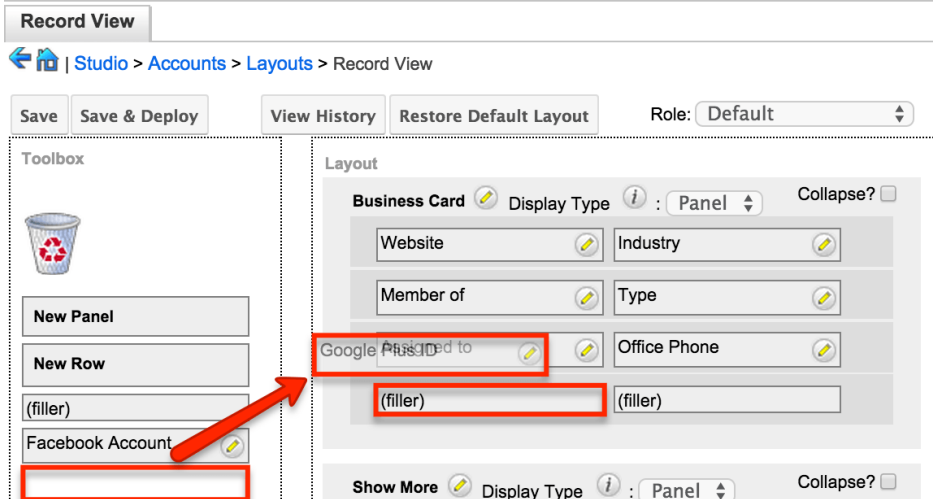 Record View
| Studio > Accounts > Layouts > Record View
Save Save & Deploy View History Restore Default Layout Role: Default
Toolbox
Layout
Business Card Display Type i : Panel Collapse?
Website Industry
Member of Type
New Panel
Google Plus ID Assigned to Office Phone
New Row
(filler) (filler)
(filler)
Facebook Account
Show More Display Type i : Panel Collapse?